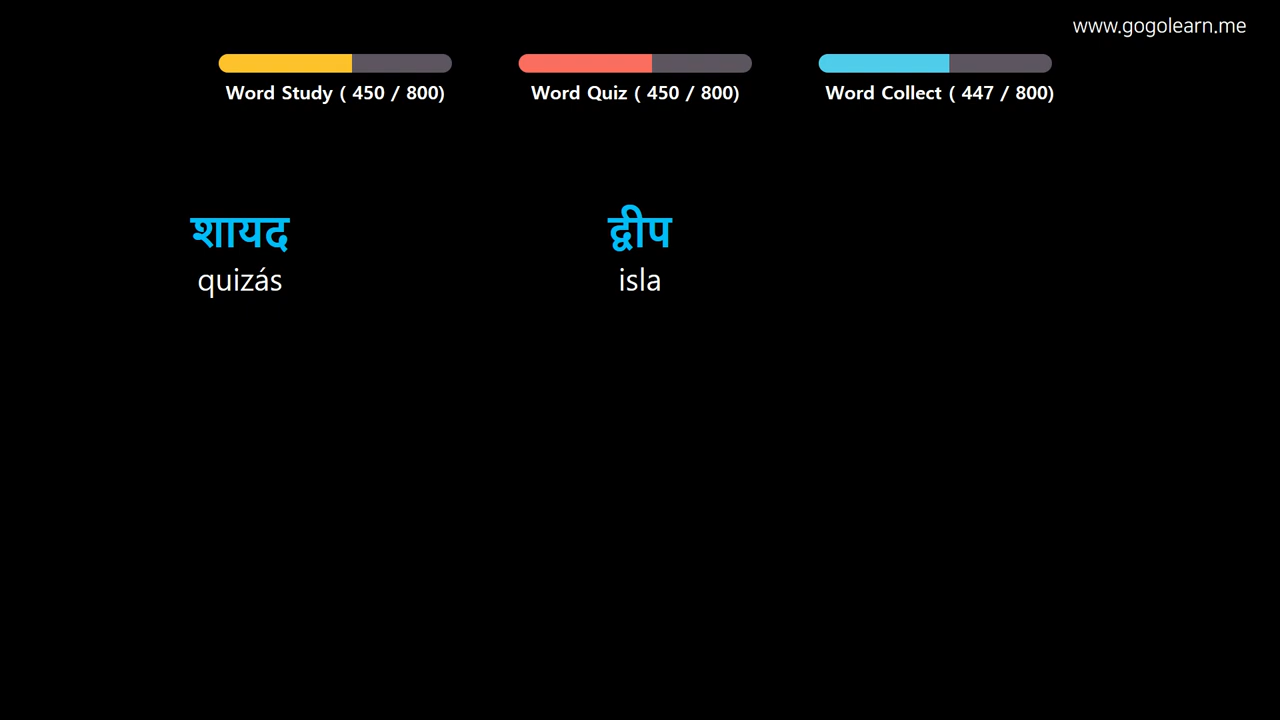 www.gogolearn.me
Word Study ( 450 / 800)
Word Quiz ( 450 / 800)
Word Collect ( 447 / 800)
शायद
quizás
द्वीप
isla